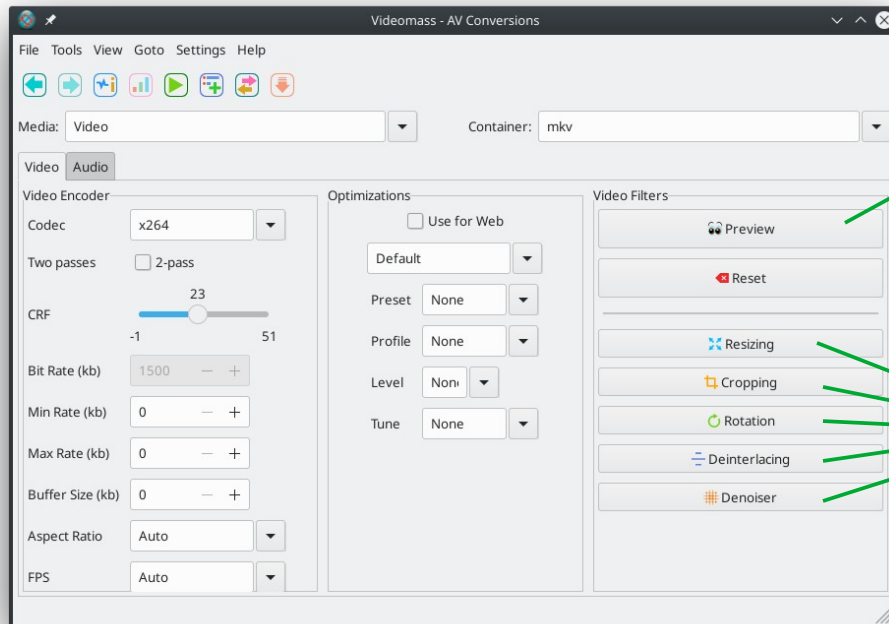 Videomass - AV Conversions
File Tools View Goto Settings Help
Media: Video Container: mkv
Video Audio
Video Encoder Optimizations Video Filters
Codec x264 Use for Web Preview
Two passes 2-pass Default Reset
CRF 23 Preset None
-1 51 Profile None Resizing
Bit Rate (kb) 1500 Level Cropping
Min Rate (kb) 0 Tune None Rotation
Max Rate (kb) 0 Deinterlacing
Buffer Size (kb) 0 Denoiser
Aspect Ratio Auto
FPS Auto